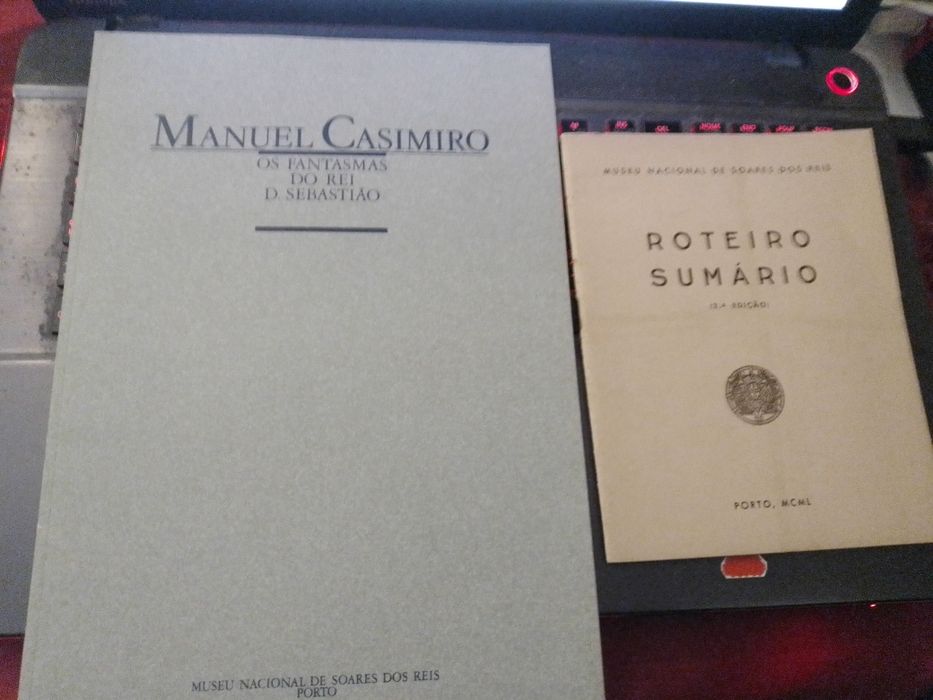 MANUEL CASIMIRO
OS FANTASMAS
DO REI
D. SEBASTIÃO
MUSEU NACIONAL DE SOARES DOS REIS
PORTO
MUSEU NACIONAL DE SOARES DOS REIS
ROTEIRO
SUMÁRIO
EDIÇÃO)
PORTO, MCML